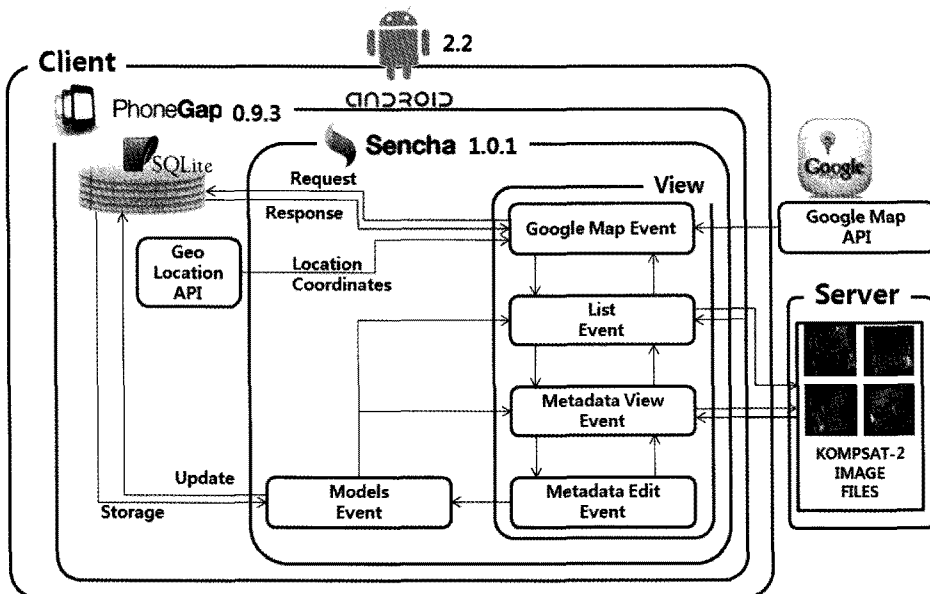 2.2
Client
ANDROID
PhoneGap 0.9.3
Sencha 1.0.1
SQLite
Request
Response
View
Google
Google Map Event
Google Map
API
Geo
Location
API
Location
Coordinates
List
Event
Server
Metadata View
Event
KOMPSAT-2
IMAGE
FILES
Update
Storage
Models
Event
Metadata Edit
Event